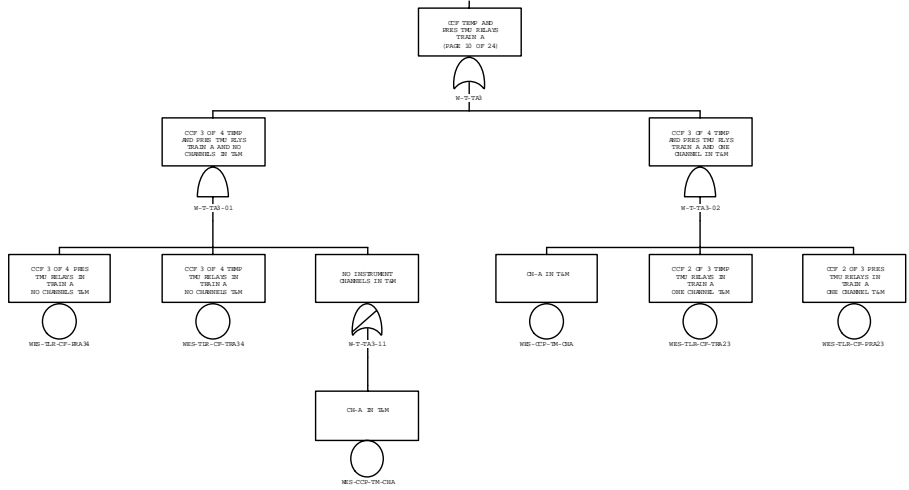 CCF TEMP AND
PRES TMU RELAYS
TRAIN A
(PAGE 10 OF 24)
W-T-TA3
CCF 3 OF 4 TEMP
AND PRES TMU RLYS
TRAIN A AND NO
CHANNELS IN T&M
W-T-TA3-01
CCF 3 OF 4 TEMP
AND PRES TMU RLYS
TRAIN A AND ONE
CHANNEL IN T&M
W-T-TA3-02
CCF 3 OF 4 PRES
TMU RELAYS IN
TRAIN A
NO CHANNELS T&M
WES-TLR-CF-PRA34
CCF 3 OF 4 TEMP
TMU RELAYS IN
TRAIN A
NO CHANNELS T&M
WES-TLR-CF-TRA34
NO INSTRUMENT
CHANNELS IN T&M
W-T-TA3-11
CH-A IN T&M
WES-CCP-TM-CHA
CCF 2 OF 3 TEMP
TMU RELAYS IN
TRAIN A
ONE CHANNEL T&M
WES-TLR-CF-TRA23
CCF 2 OF 3 PRES
TMU RELAYS IN
TRAIN A
ONE CHANNEL T&M
WES-TLR-CF-PRA23
CH-A IN T&M
WES-CCP-TM-CHA